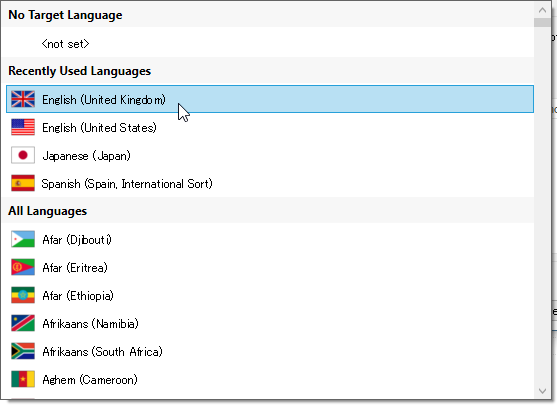 No Target Language
<not set>
Recently Used Languages
English (United Kingdom)
English (United States)
Japanese (Japan)
Spanish (Spain, International Sort)
All Languages
Afar (Djibouti)
Afar (Eritrea)
Afar (Ethiopia)
Afrikaans (Namibia)
Afrikaans (South Africa)
Aghem (Cameroon)